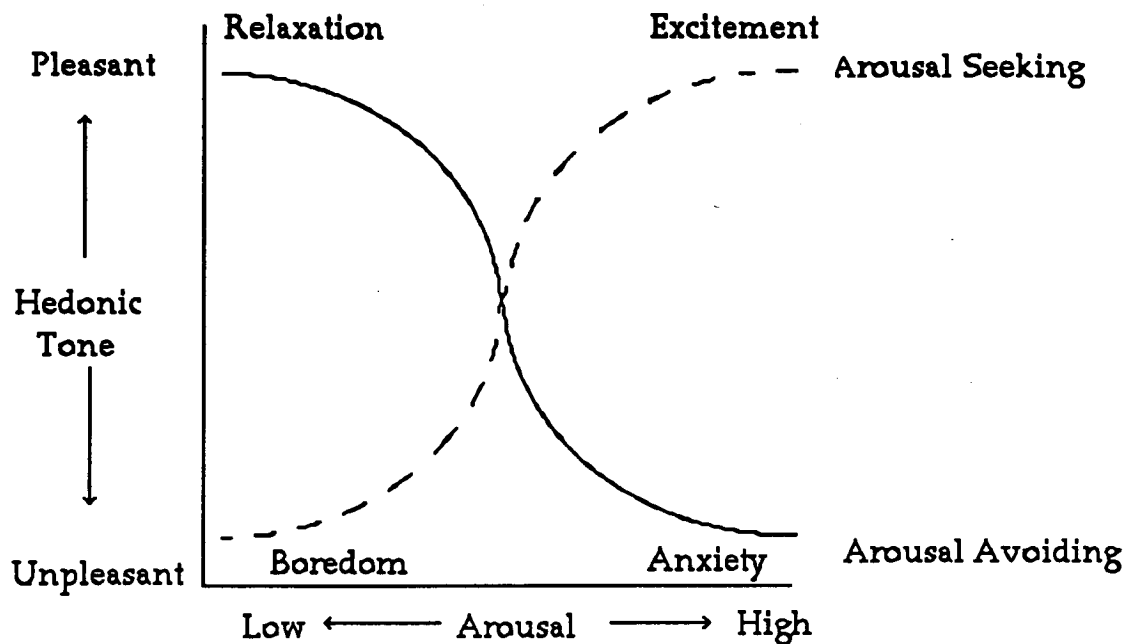 Relaxation
Excitement
Pleasant
Arousal Seeking
Hedonic
Tone
Boredom
Anxiety
Arousal Avoiding
Unpleasant
Low
Arousal
High